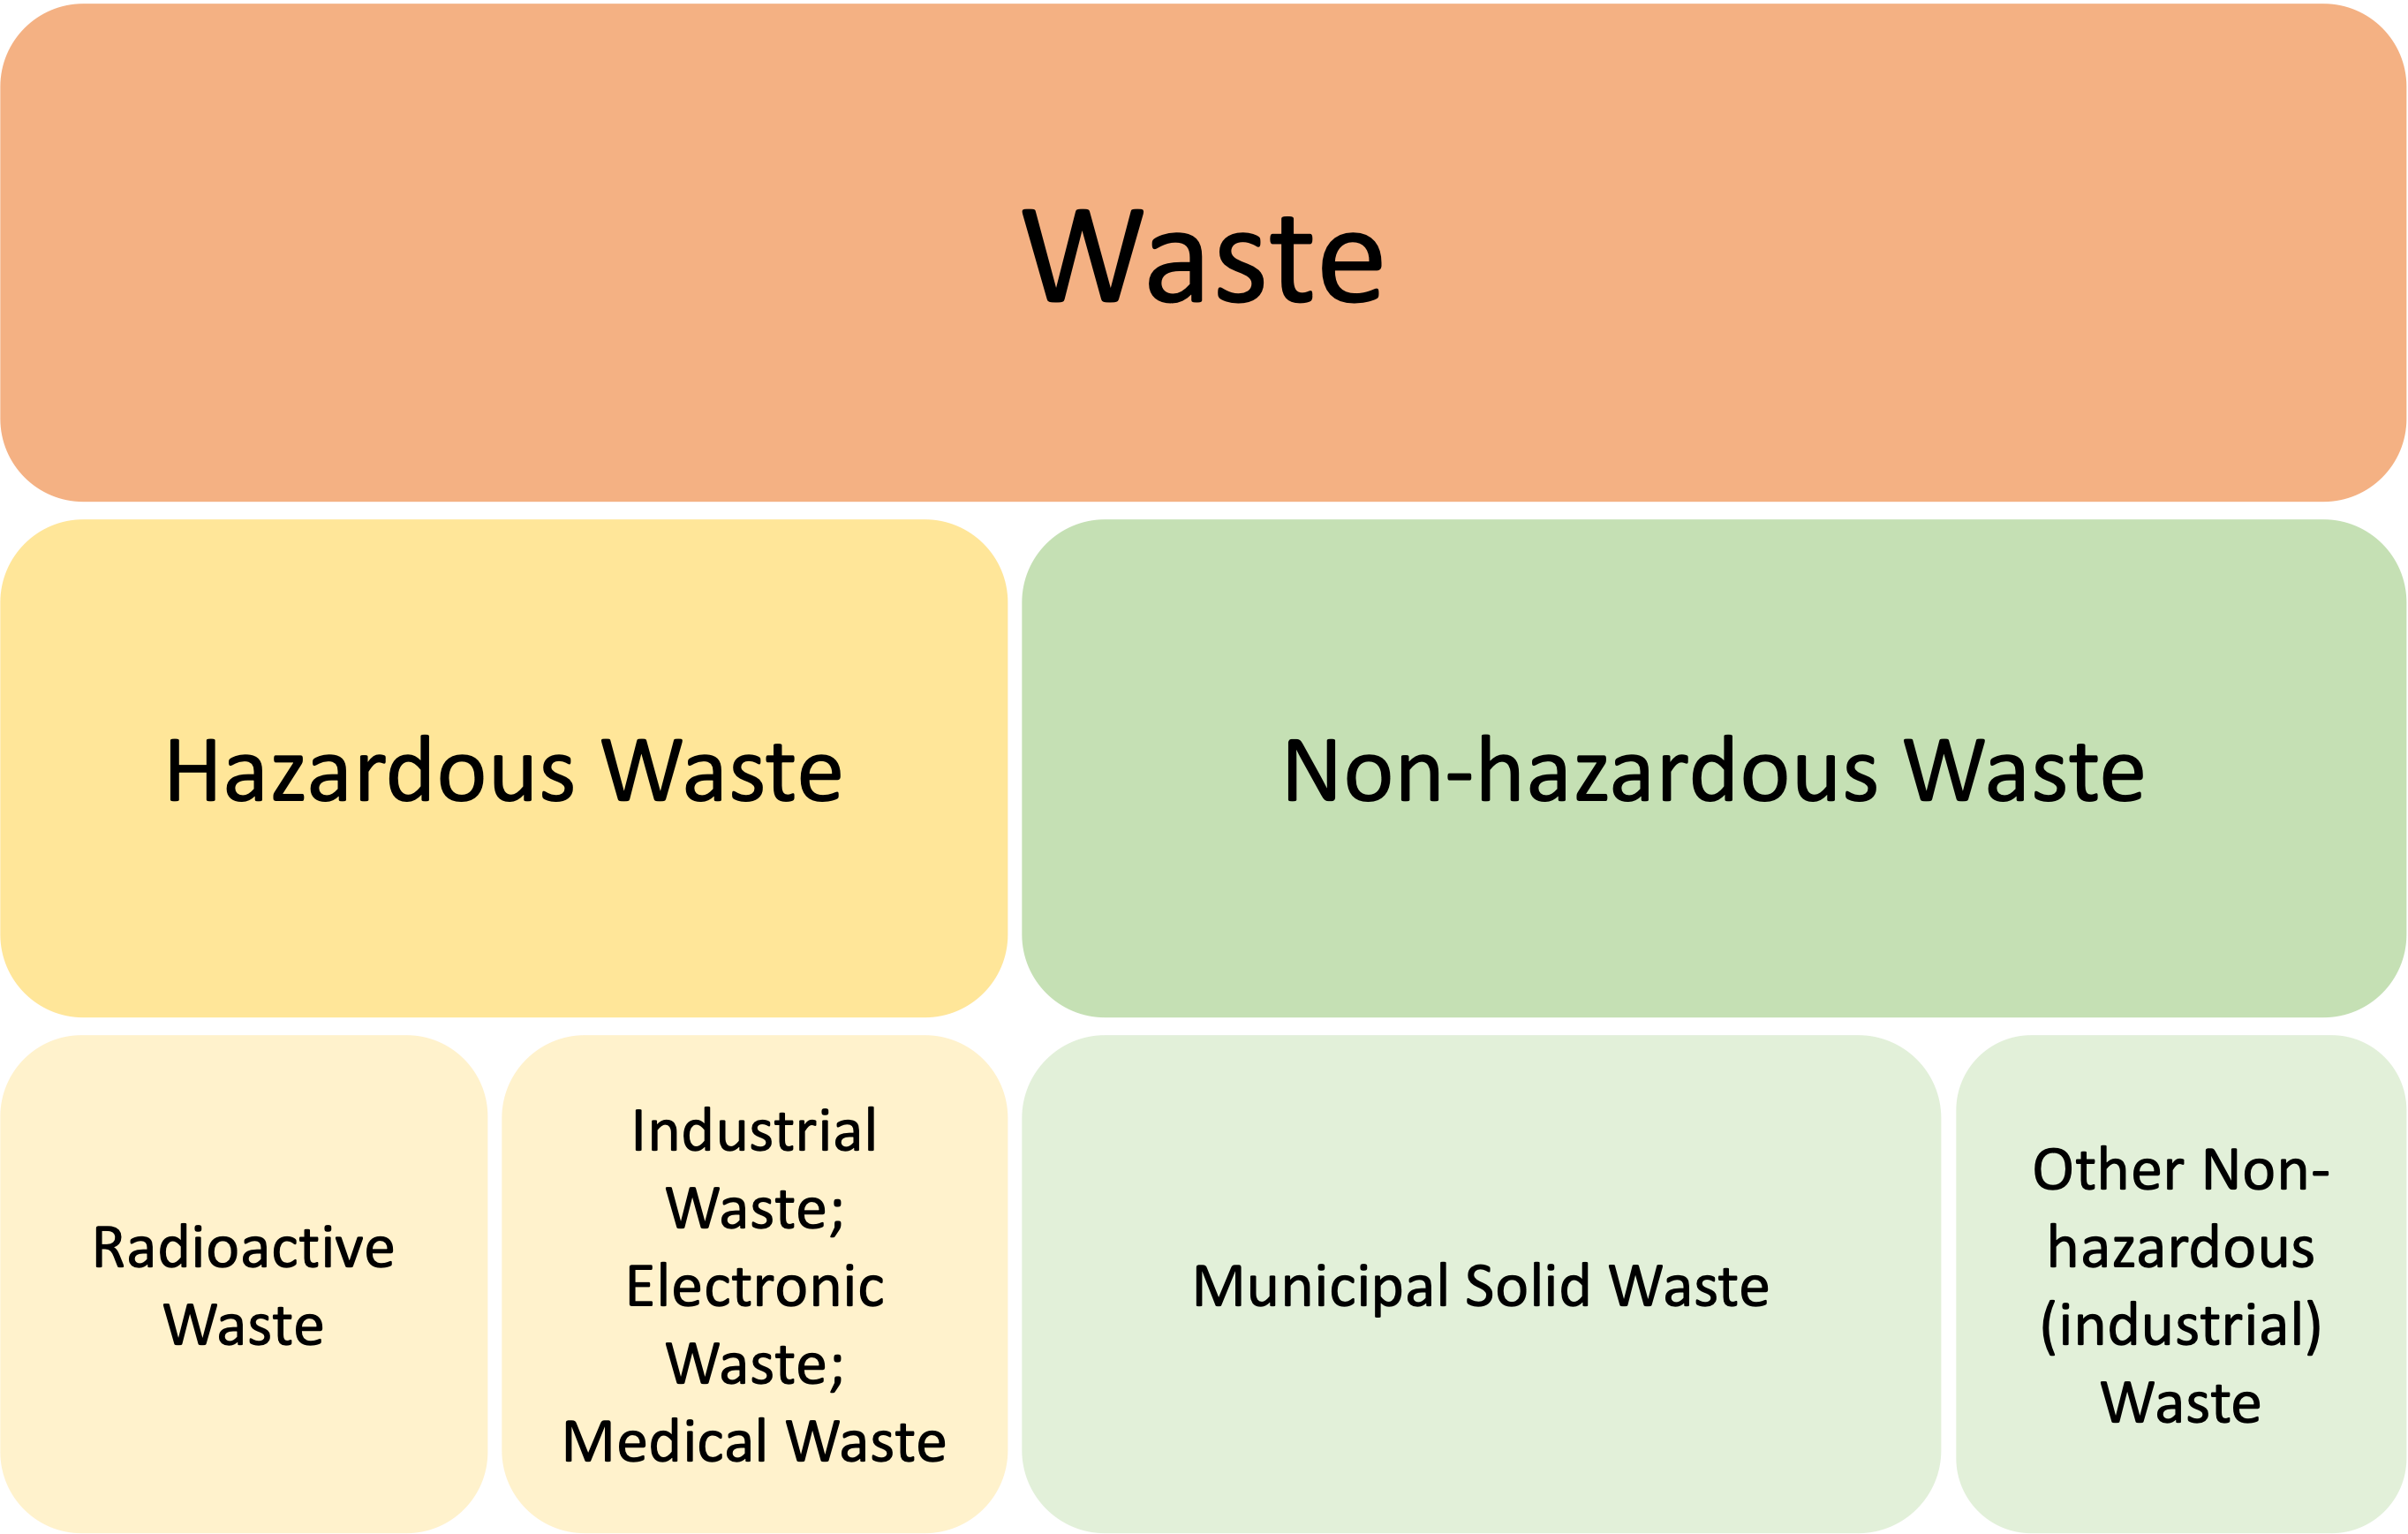 Waste
Hazardous Waste
Non-hazardous Waste
Radioactive
Waste
Industrial
Waste;
Electronic
Waste;
Medical Waste
Municipal Solid Waste
Other Non-
hazardous
(industrial)
Waste